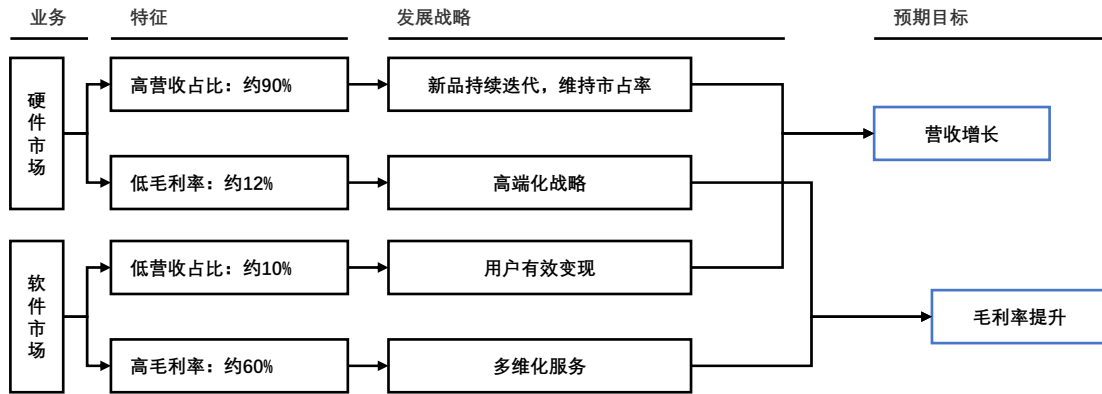 业务
特征
发展战略
预期目标
硬件市场
高营收占比：约90%
新品持续迭代，维持市占率
营收增长
低毛利率：约12%
高端化战略
软件市场
低营收占比：约10%
用户有效变现
毛利率提升
高毛利率：约60%
多维化服务